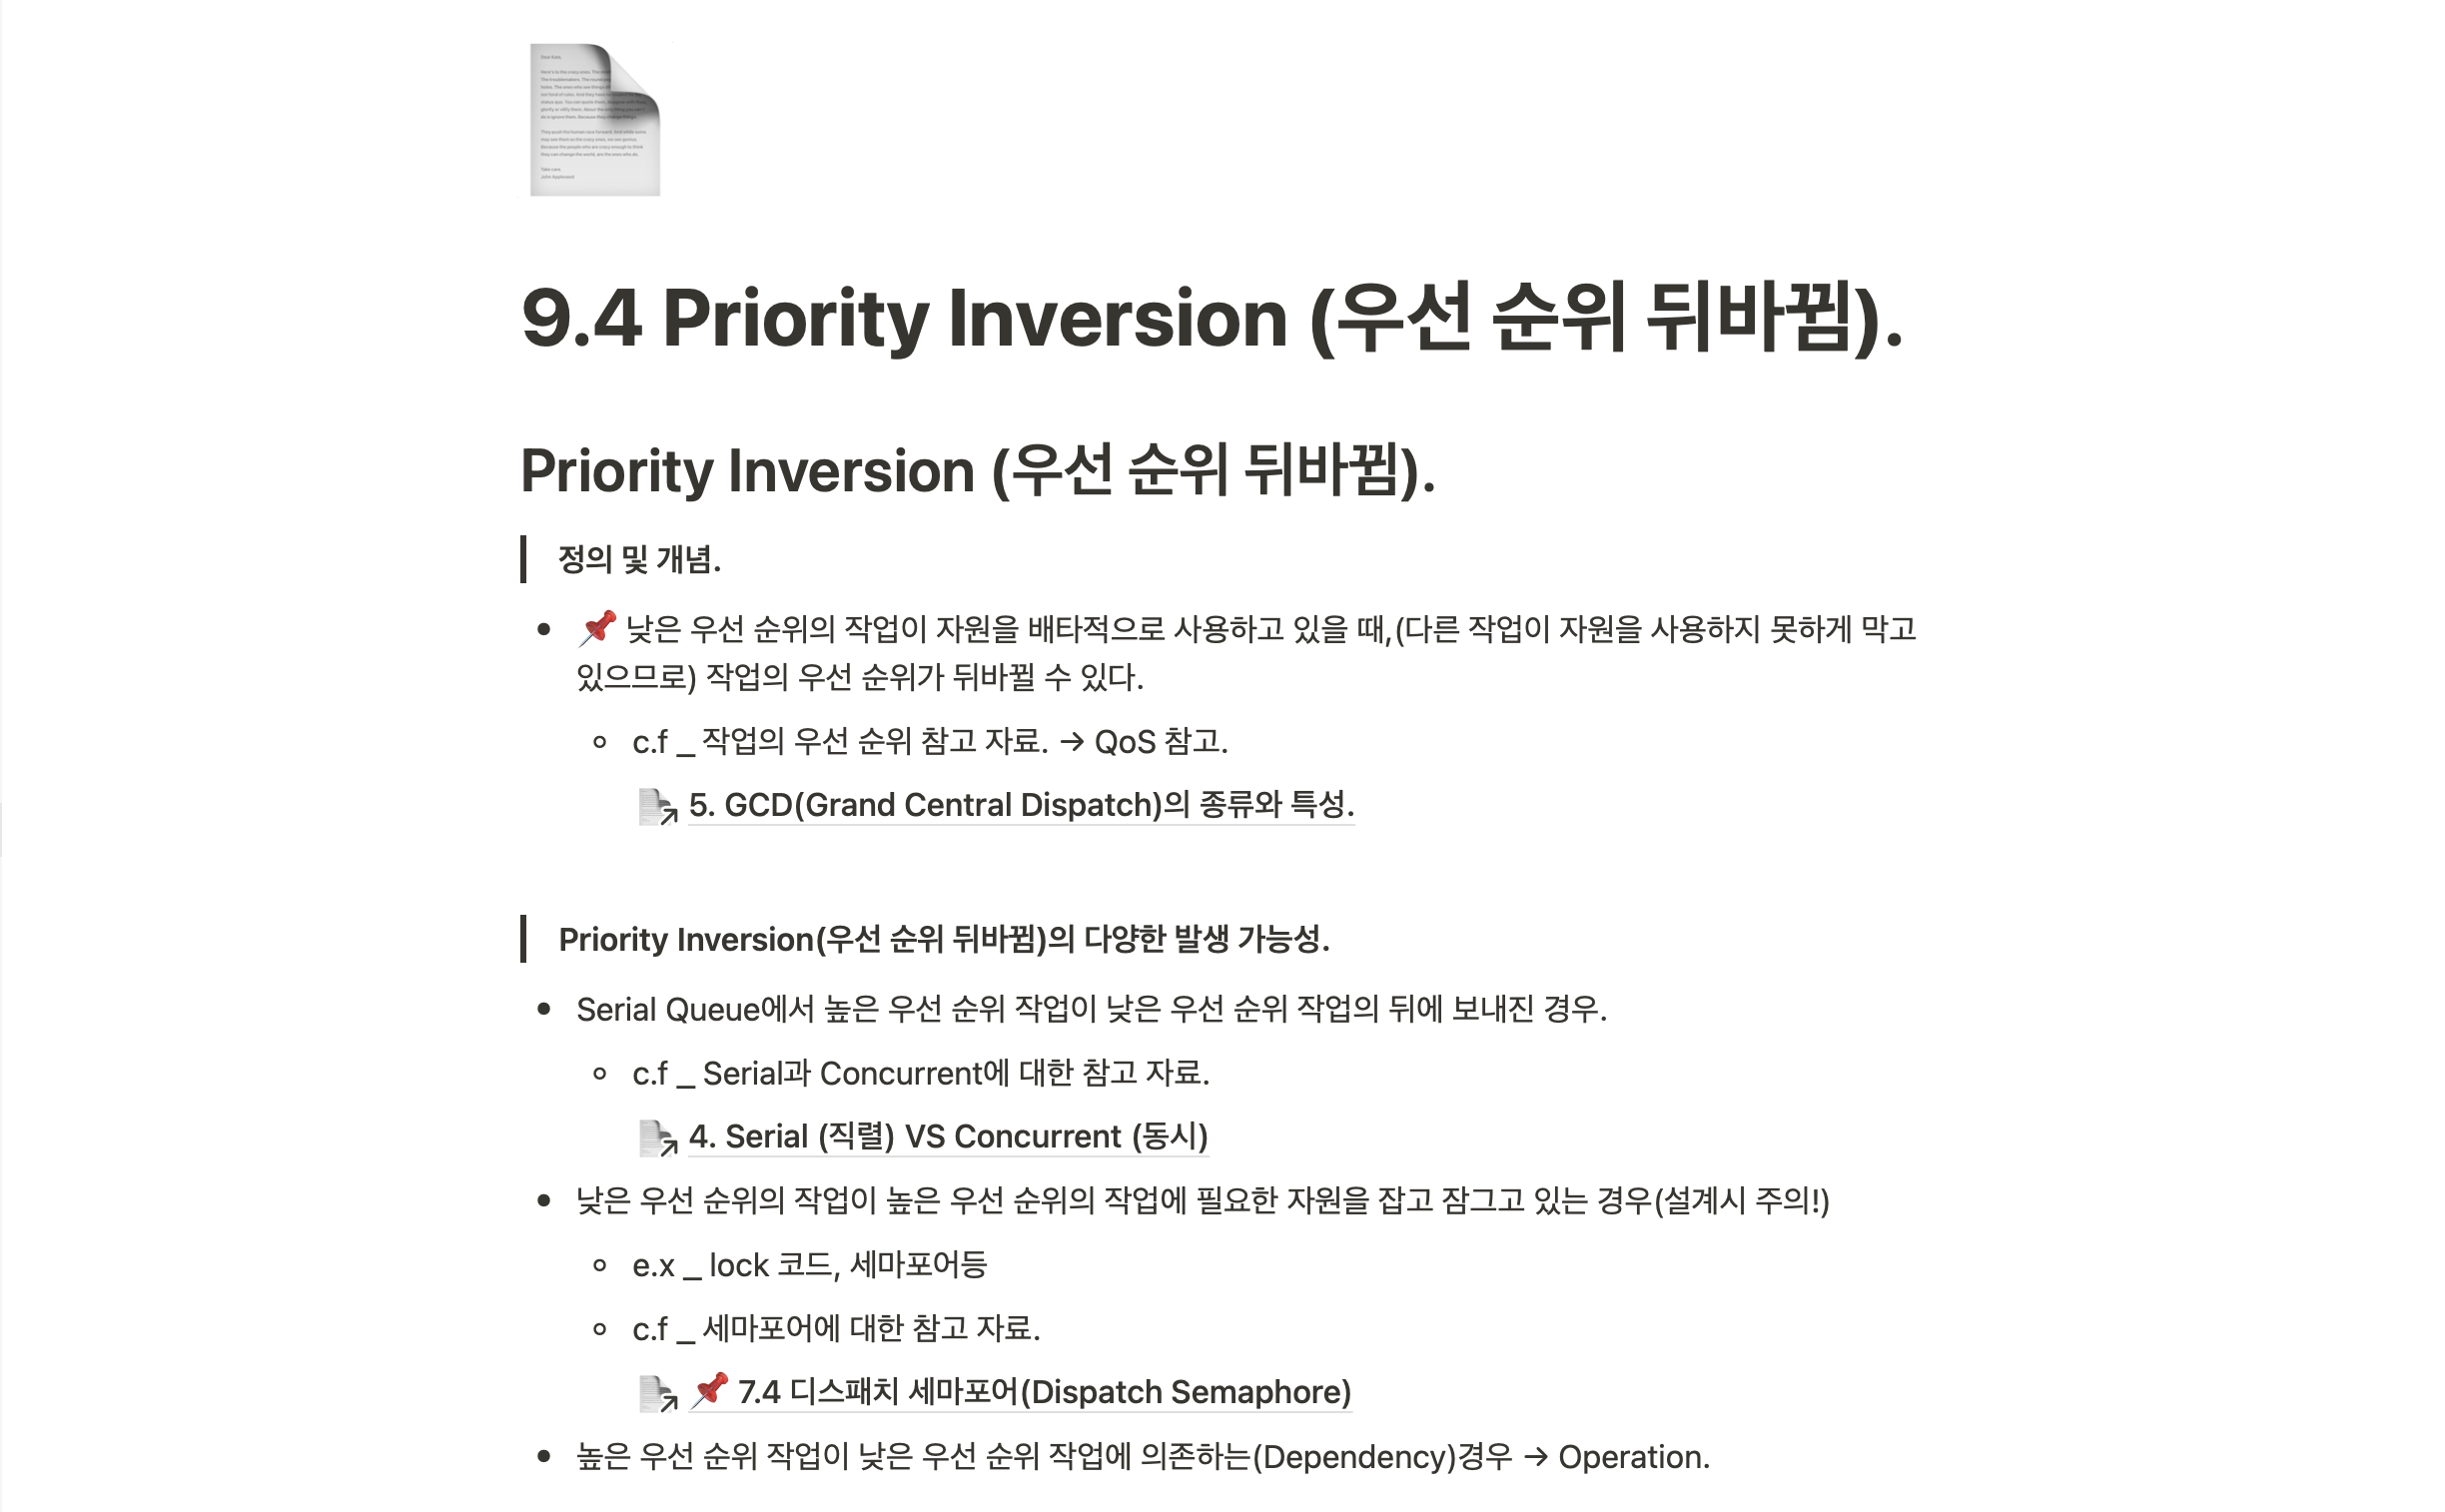 9.4 Priority Inversion (우선 순위 뒤바뀜).
Priority Inversion (우선 순위 뒤바뀜).
정의 및 개념.
📌 낮은 우선 순위의 작업이 자원을 배타적으로 사용하고 있을 때,(다른 작업이 자원을 사용하지 못하게 막고
있으므로) 작업의 우선 순위가 뒤바뀔 수 있다.
c.f _ 작업의 우선 순위 참고 자료. → QoS 참고.
5. GCD(Grand Central Dispatch)의 종류와 특성.
Priority Inversion(우선 순위 뒤바뀜)의 다양한 발생 가능성.
Serial Queue에서 높은 우선 순위 작업이 낮은 우선 순위 작업의 뒤에 보내진 경우.
c.f _ Serial과 Concurrent에 대한 참고 자료.
4. Serial (직렬) VS Concurrent (동시)
낮은 우선 순위의 작업이 높은 우선 순위의 작업에 필요한 자원을 잡고 잠그고 있는 경우(설계시 주의!)
e.x _ lock 코드, 세마포어등
c.f _ 세마포어에 대한 참고 자료.
📌 7.4 디스패치 세마포어(Dispatch Semaphore)
높은 우선 순위 작업이 낮은 우선 순위 작업에 의존하는(Dependency)경우 → Operation.